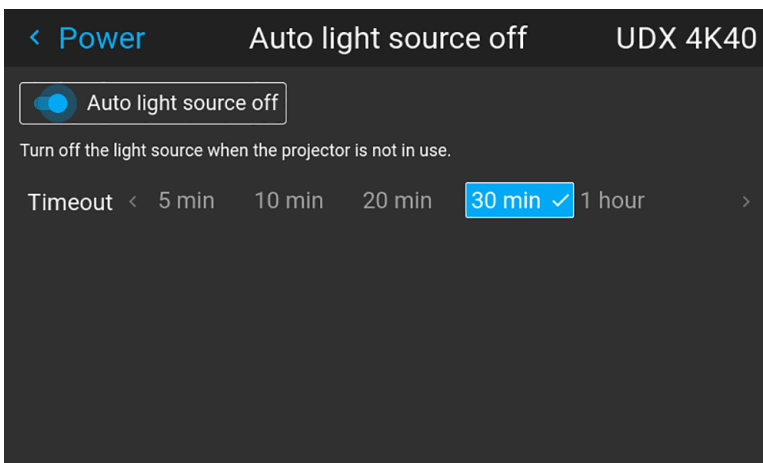 Power Auto light source off UDX 4K40
Auto light source off
Turn off the light source when the projector is not in use.
Timeout 5 min 10 min 20 min 30 min 1 hour